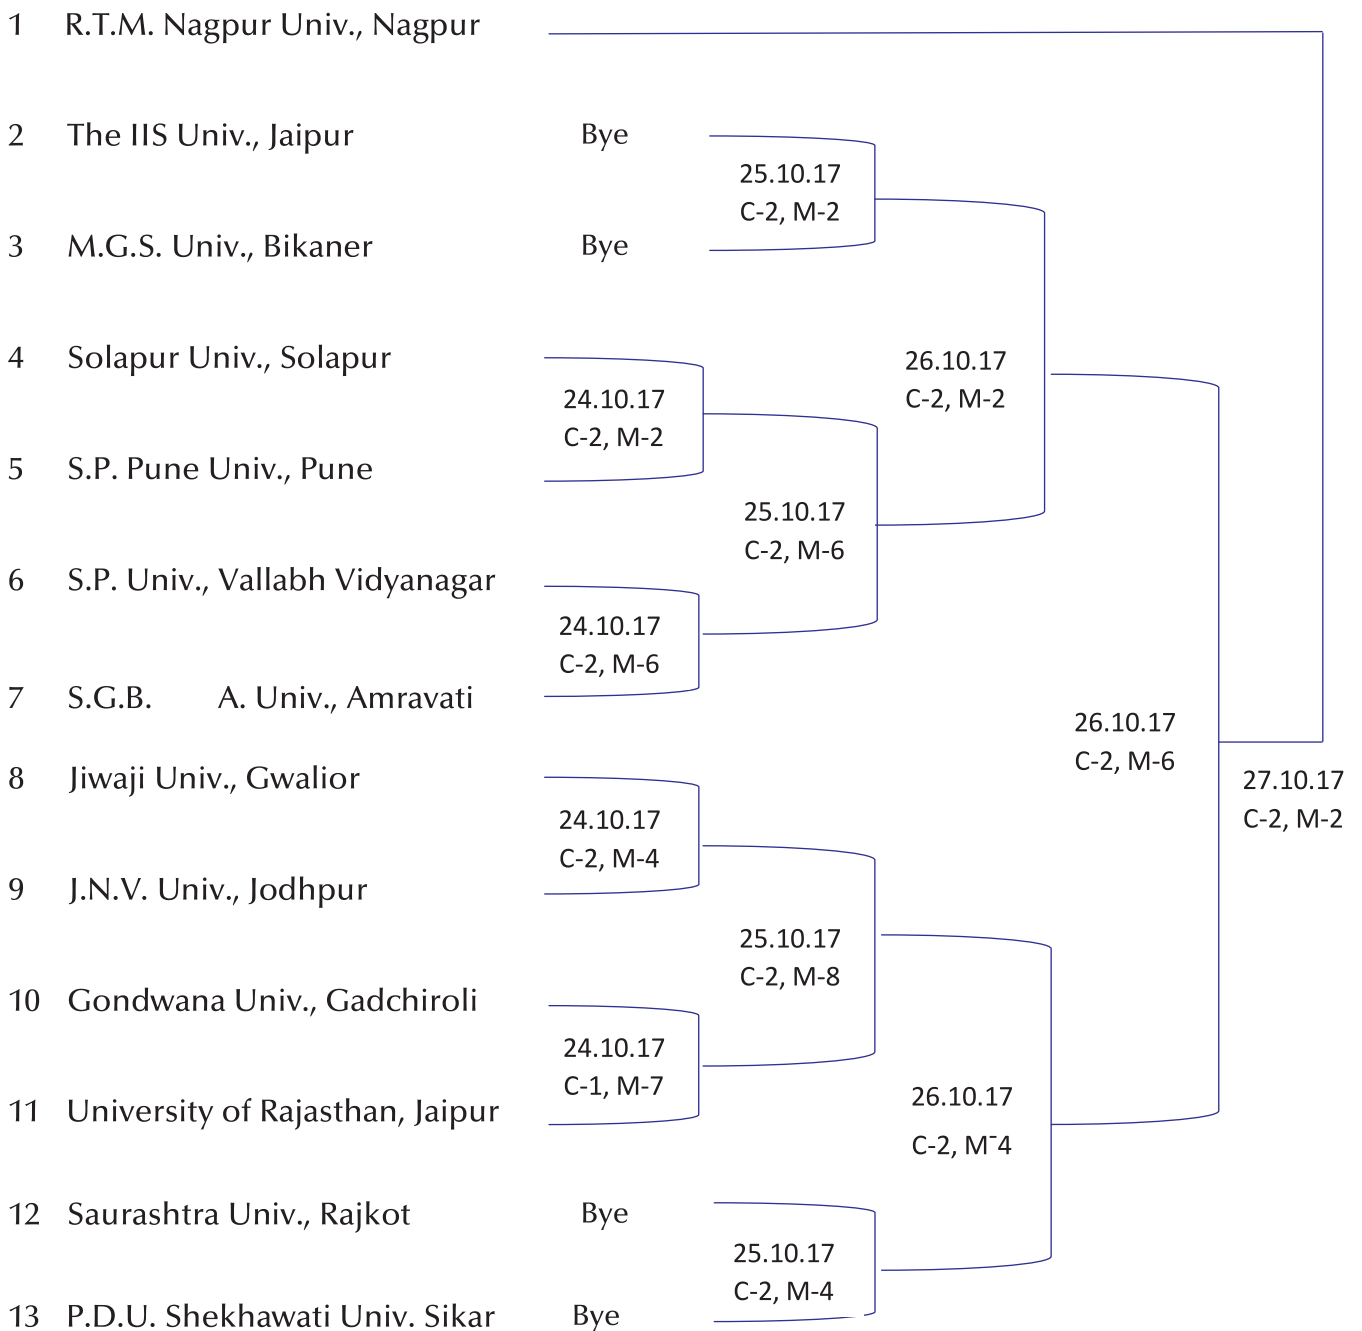 1 R.T.M. Nagpur Univ., Nagpur
2 The IIS Univ., Jaipur Bye
25.10.17
C-2, M-2
3 M.G.S. Univ., Bikaner Bye
4 Solapur Univ., Solapur
24.10.17
C-2, M-2
26.10.17
C-2, M-2
5 S.P. Pune Univ., Pune
25.10.17
C-2, M-6
6 S.P. Univ., Vallabh Vidyanagar
24.10.17
C-2, M-6
7 S.G.B. A. Univ., Amravati
26.10.17
C-2, M-6
27.10.17
C-2, M-2
8 Jiwaji Univ., Gwalior
24.10.17
C-2, M-4
9 J.N.V. Univ., Jodhpur
25.10.17
C-2, M-8
10 Gondwana Univ., Gadchiroli
24.10.17
C-1, M-7
11 University of Rajasthan, Jaipur
26.10.17
C-2, M-4
12 Saurashtra Univ., Rajkot Bye
25.10.17
C-2, M-4
13 P.D.U. Shekhawati Univ. Sikar Bye